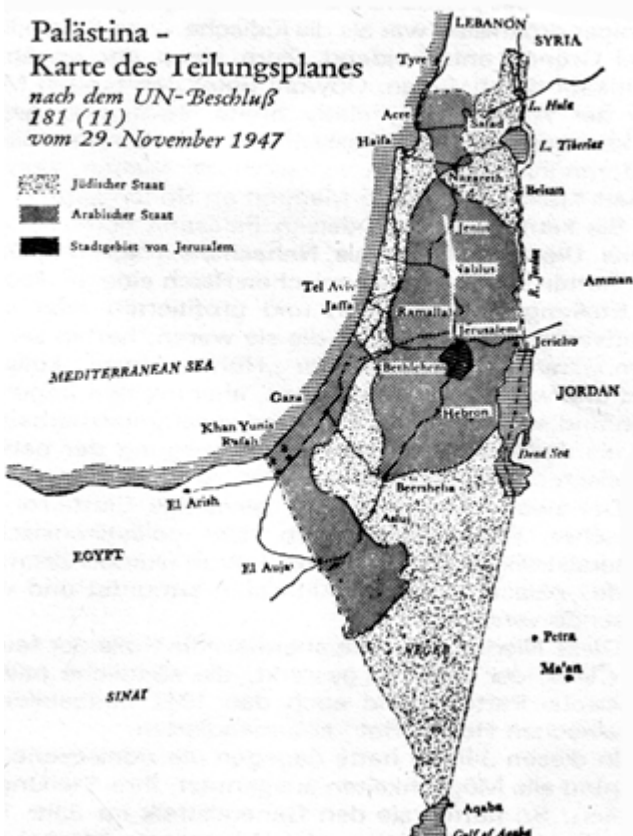 Palästina -
Karte des Teilungsplanes
nach dem UN-Beschluß
181 (11)
vom 29. November 1947
Jüdischer Staat
Arabischer Staat
Stadtgebiet von Jerusalem
LEBANON
SYRIA
Tyre
L. Hule
Acre
Safad
Haifa
L. Tiberias
Nazareth
Beisan
Jenin
Nablus
Tel Aviv
Amman
Jaffa
Ramallah
Jerusalem
Jericho
MEDITERRANEAN SEA
Bethlehem
JORDAN
Gaza
Hebron
Khan Yunis
Rafah
Dead Sea
Beersheba
El Arish
Asluj
EGYPT
El Auja
Petra
NEGEB
Ma'an
SINAI
Aqaba
Gulf of Aqaba